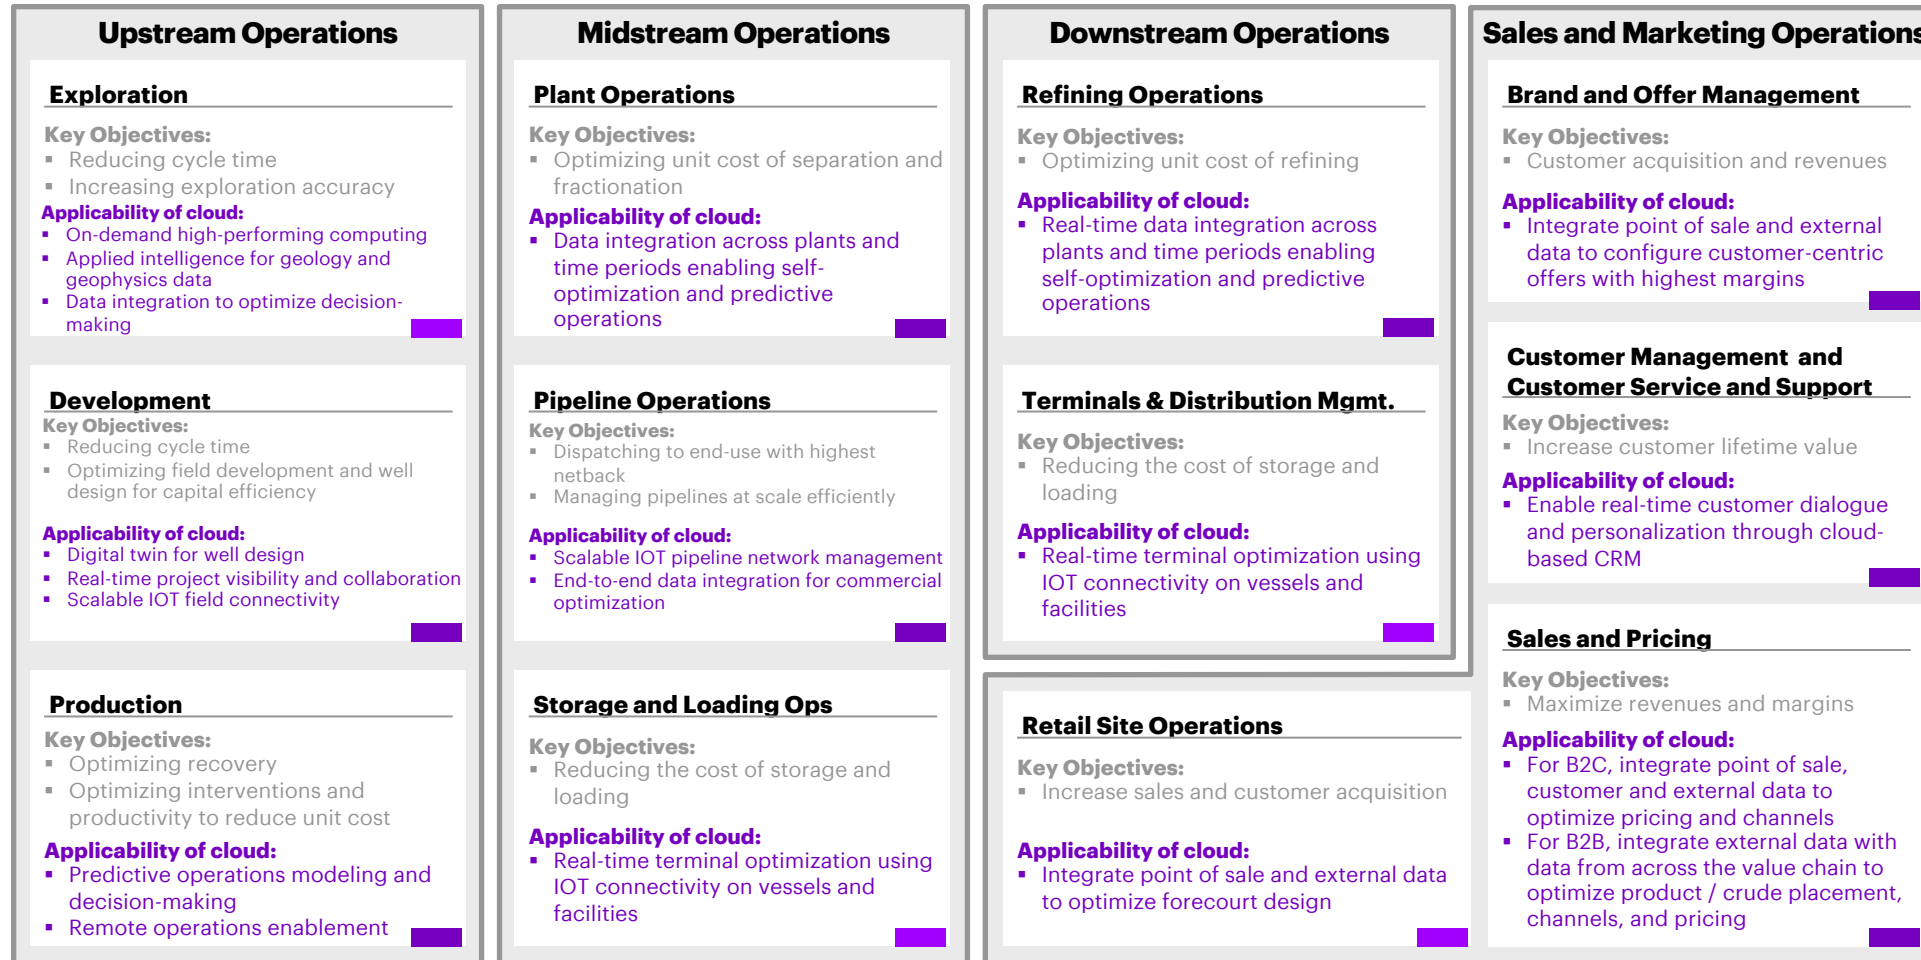 Upstream Operations
Exploration
Key Objectives:
▪ Reducing cycle time
▪ Increasing exploration accuracy
Applicability of cloud:
▪ On-demand high-performing computing
▪ Applied intelligence for geology and
geophysics data
▪ Data integration to optimize decision-
making
Development
Key Objectives:
▪ Reducing cycle time
▪ Optimizing field development and well
design for capital efficiency
Applicability of cloud:
▪ Digital twin for well design
▪ Real-time project visibility and collaboration
▪ Scalable IOT field connectivity
Production
Key Objectives:
▪ Optimizing recovery
▪ Optimizing interventions and
productivity to reduce unit cost
Applicability of cloud:
▪ Predictive operations modeling and
decision-making
▪ Remote operations enablement
Midstream Operations
Plant Operations
Key Objectives:
▪ Optimizing unit cost of separation and
fractionation
Applicability of cloud:
▪ Data integration across plants and
time periods enabling self-
optimization and predictive
operations
Pipeline Operations
Key Objectives:
▪ Dispatching to end-use with highest
netback
▪ Managing pipelines at scale efficiently
Applicability of cloud:
▪ Scalable IOT pipeline network management
▪ End-to-end data integration for commercial
optimization
Storage and Loading Ops
Key Objectives:
▪ Reducing the cost of storage and
loading
Applicability of cloud:
▪ Real-time terminal optimization using
IOT connectivity on vessels and
facilities
Downstream Operations
Refining Operations
Key Objectives:
▪ Optimizing unit cost of refining
Applicability of cloud:
▪ Real-time data integration across
plants and time periods enabling
self-optimization and predictive
operations
Terminals & Distribution Mgmt.
Key Objectives:
▪ Reducing the cost of storage and
loading
Applicability of cloud:
▪ Real-time terminal optimization using
IOT connectivity on vessels and
facilities
Retail Site Operations
Key Objectives:
▪ Increase sales and customer acquisition
Applicability of cloud:
▪ Integrate point of sale and external data
to optimize forecourt design
Sales and Marketing Operations
Brand and Offer Management
Key Objectives:
▪ Customer acquisition and revenues
Applicability of cloud:
▪ Integrate point of sale and external
data to configure customer-centric
offers with highest margins
Customer Management and
Customer Service and Support
Key Objectives:
▪ Increase customer lifetime value
Applicability of cloud:
▪ Enable real-time customer dialogue
and personalization through cloud-
based CRM
Sales and Pricing
Key Objectives:
▪ Maximize revenues and margins
Applicability of cloud:
▪ For B2C, integrate point of sale,
customer and external data to
optimize pricing and channels
▪ For B2B, integrate external data with
data from across the value chain to
optimize product / crude placement,
channels, and pricing